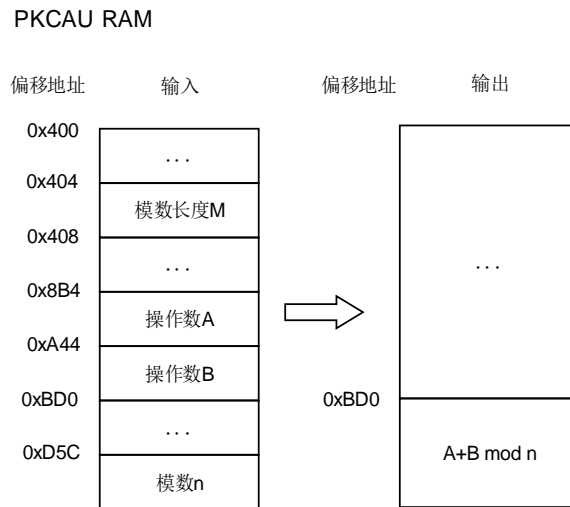 PKCAU RAM
偏移地址 输入 偏移地址 输出
0x400
...
0x404
模数长度M
0x408
...
0x8B4
操作数A
0xA44
操作数B
0xBD0
...
0xD5C
模数n
...
0xBD0
A+B mod n